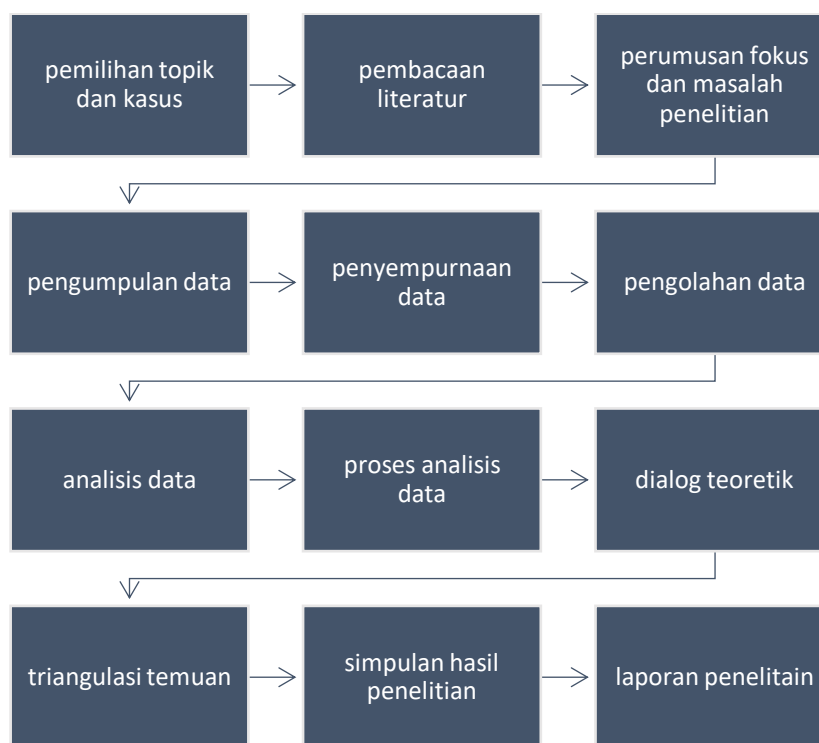 pemilihan topik
dan kasus
pembacaan
literatur
perumusan fokus
dan masalah
penelitian
pengumpulan data
penyempurnaan
data
pengolahan data
analisis data
proses analisis
data
dialog teoretik
triangulasi temuan
simpulan hasil
penelitian
laporan penelitain